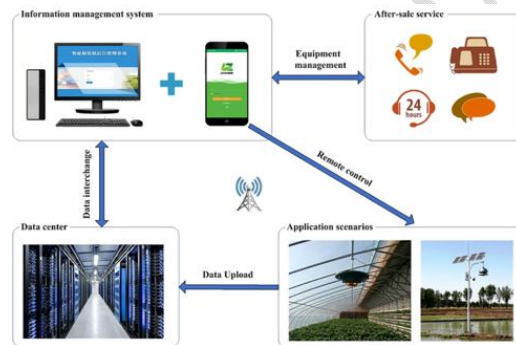 Information management system
After-sale service
Equipment
management
24
hours
Data interchange
Remote control
Data center
Data Upload
Application scenarios